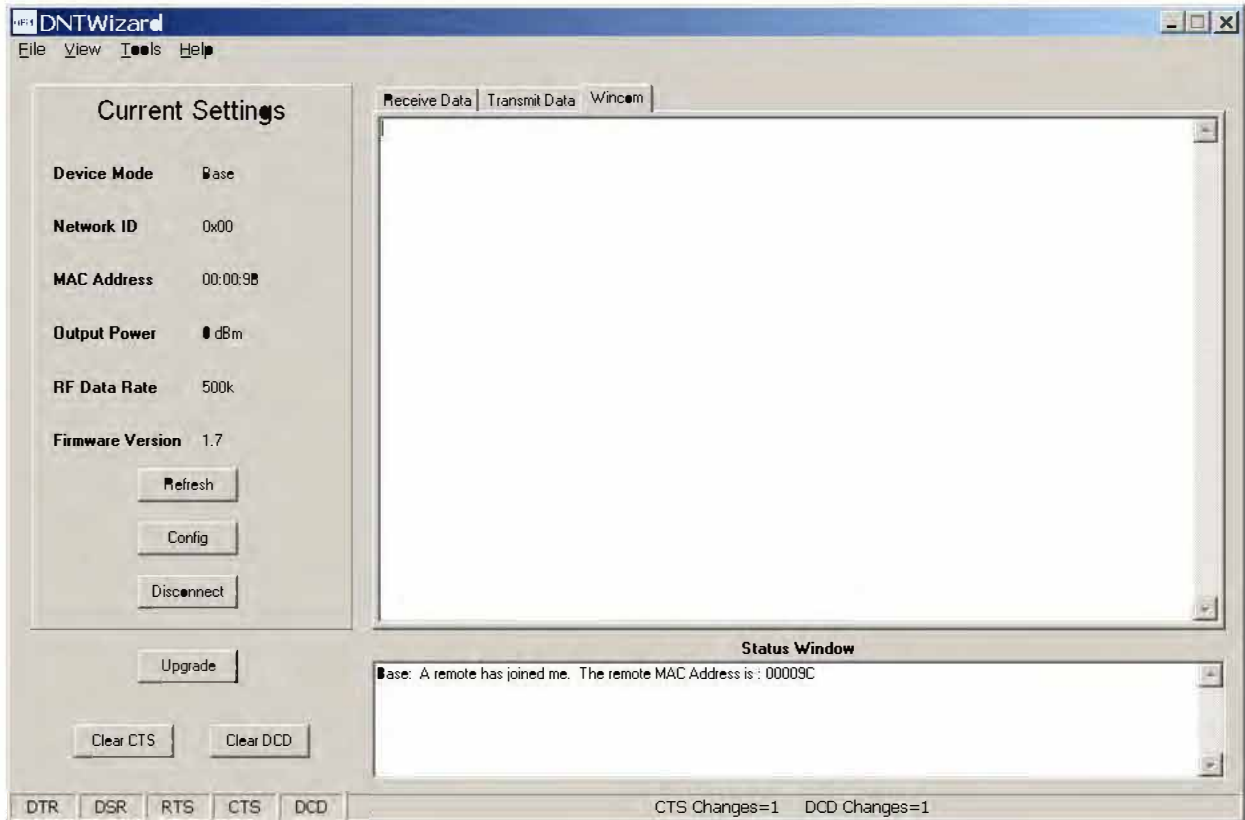 DNTWizard
File View Tools Help
Current Settings
Device Mode Base
Network ID 0x00
MAC Address 00:00:9B
Output Power 0 dBm
RF Data Rate 500k
Firmware Version 1.7
Refresh
Config
Disconnect
Upgrade
Clear CTS Clear DCD
Receive Data Transmit Data Wincom
Status Window
Base: A remote has joined me. The remote MAC Address is : 00009C
DTR DSR RTS CTS DCD CTS Changes=1 DCD Changes=1